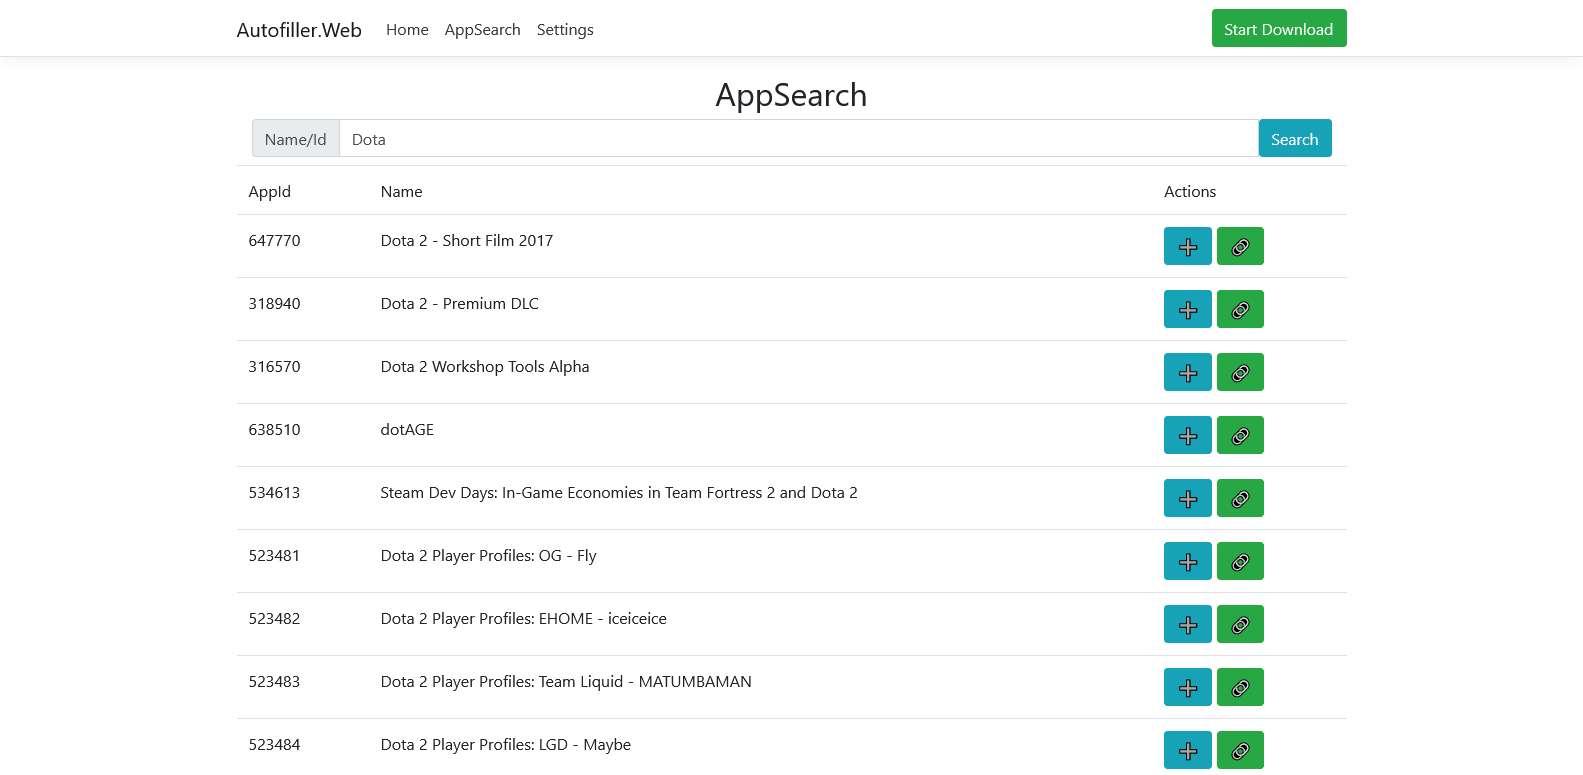 Autofiller.Web Home AppSearch Settings Start Download
AppSearch
Name/Id Dota Search
AppId Name Actions
647770 Dota 2 - Short Film 2017
318940 Dota 2 - Premium DLC
316570 Dota 2 Workshop Tools Alpha
638510 dotAGE
534613 Steam Dev Days: In-Game Economies in Team Fortress 2 and Dota 2
523481 Dota 2 Player Profiles: OG - Fly
523482 Dota 2 Player Profiles: EHOME - iceiceice
523483 Dota 2 Player Profiles: Team Liquid - MATUMBAMAN
523484 Dota 2 Player Profiles: LGD - Maybe